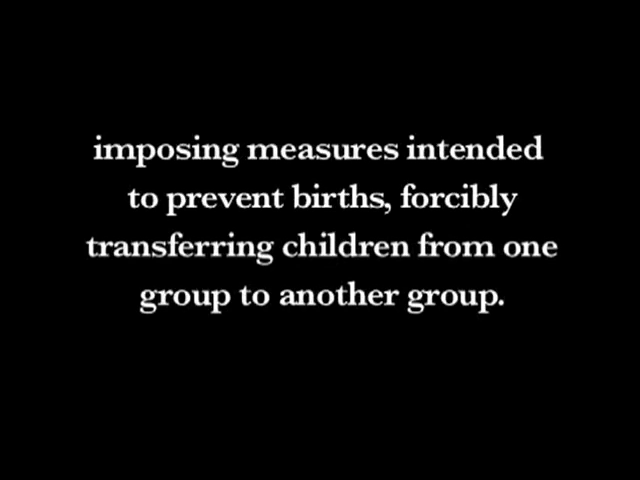 imposing measures intended
to prevent births, forcibly
transferring children from one
group to another group.